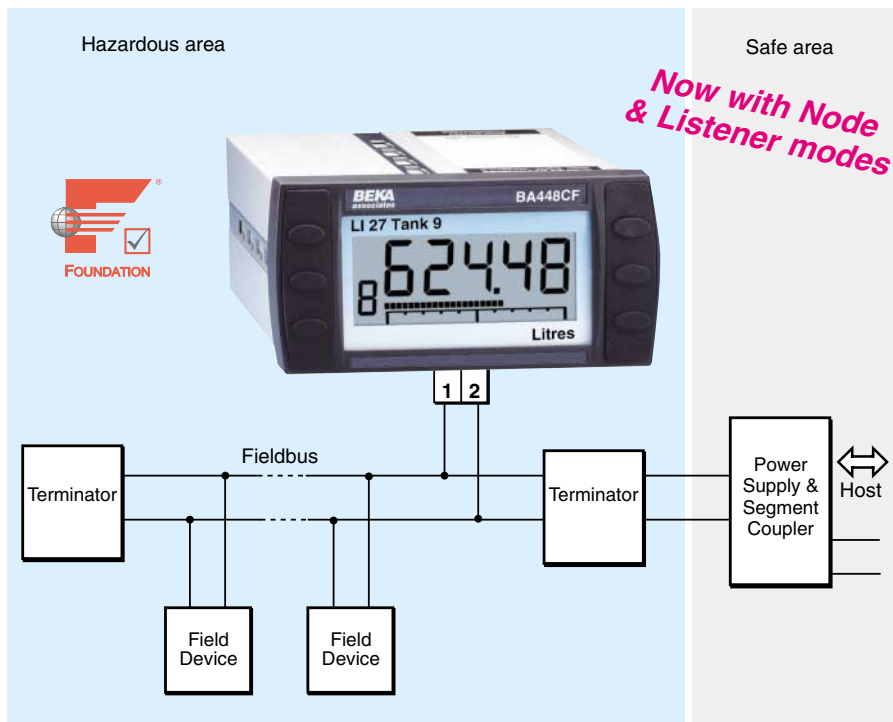 Hazardous area
Safe area
Now with Node
& Listener modes
®
FOUNDATION
BEKA
associates
BA448CF
LI 27 Tank 9
8 624.48
Litres
1 2
Fieldbus
Terminator
Terminator
Power
Supply &
Segment
Coupler
Host
Field
Device
Field
Device